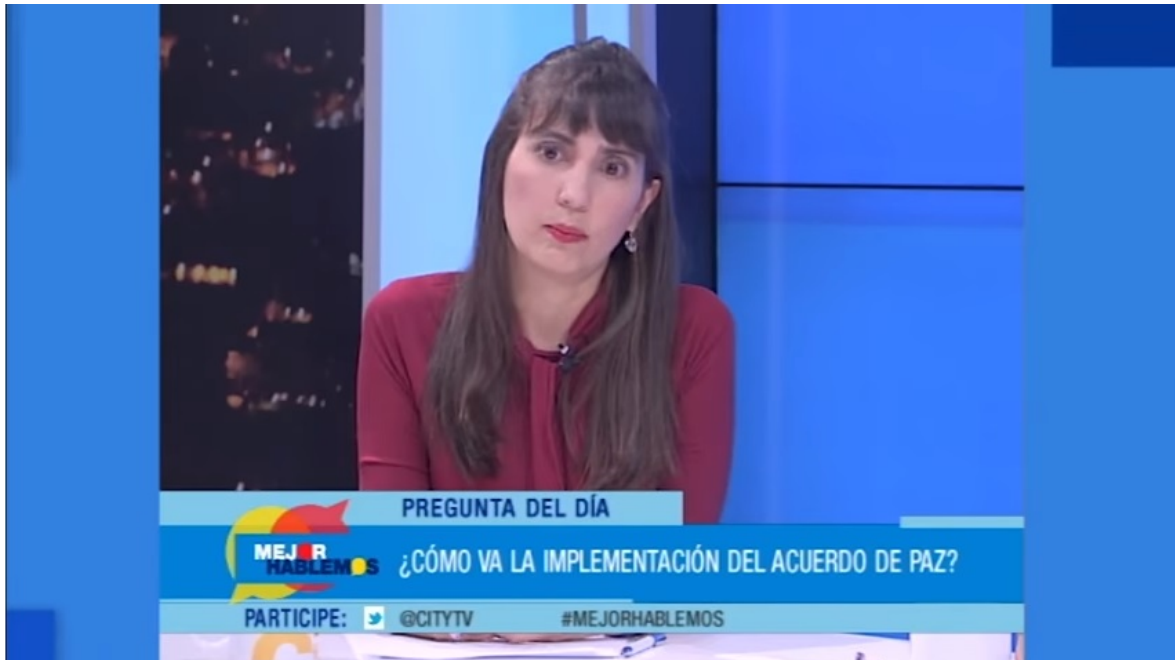 PREGUNTA DEL DÍA
MEJOR
HABLEMOS
¿CÓMO VA LA IMPLEMENTACIÓN DEL ACUERDO DE PAZ?
PARTICIPE: @CITYTV #MEJORHABLEMOS